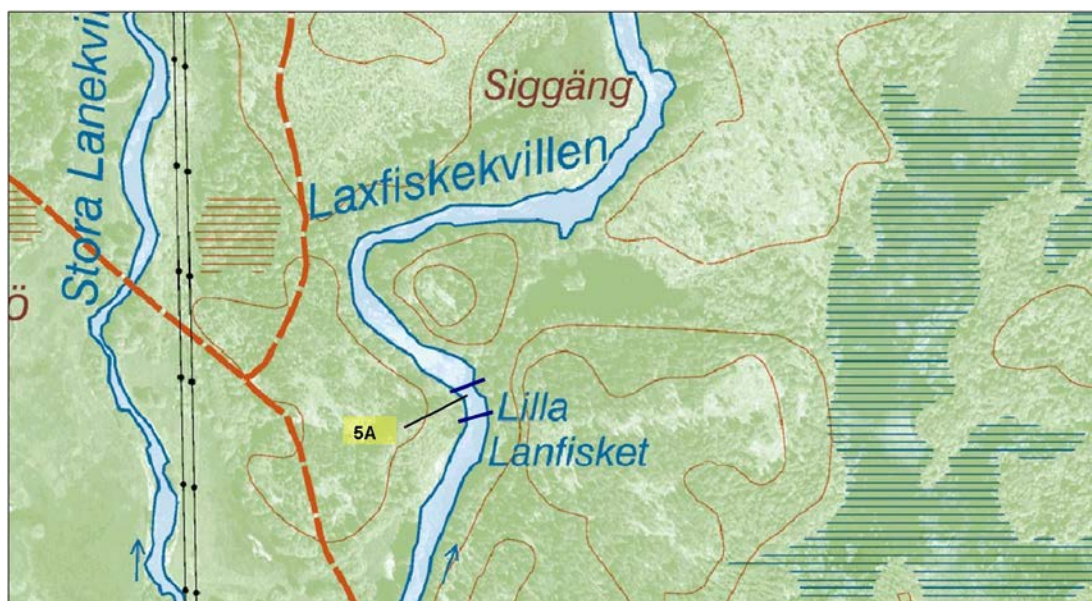 Stora Lanekvi
Siggäng
Laxfiskekvillen
Ö
5A
Lilla
Lanfisket